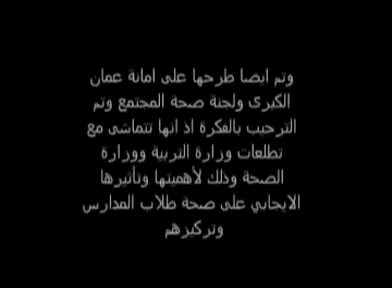 وتم ايضا طرحها على امانة عمان
الكبرى ولجنة صحة المجتمع وتم
الترحيب بالفكرة اذ انها تتماشى مع
تطلعات وزارة التربية ووزارة
الصحة وذلك لأهميتها وتأثيرها
الايجابي على صحة طلاب المدارس
وتركيزهم